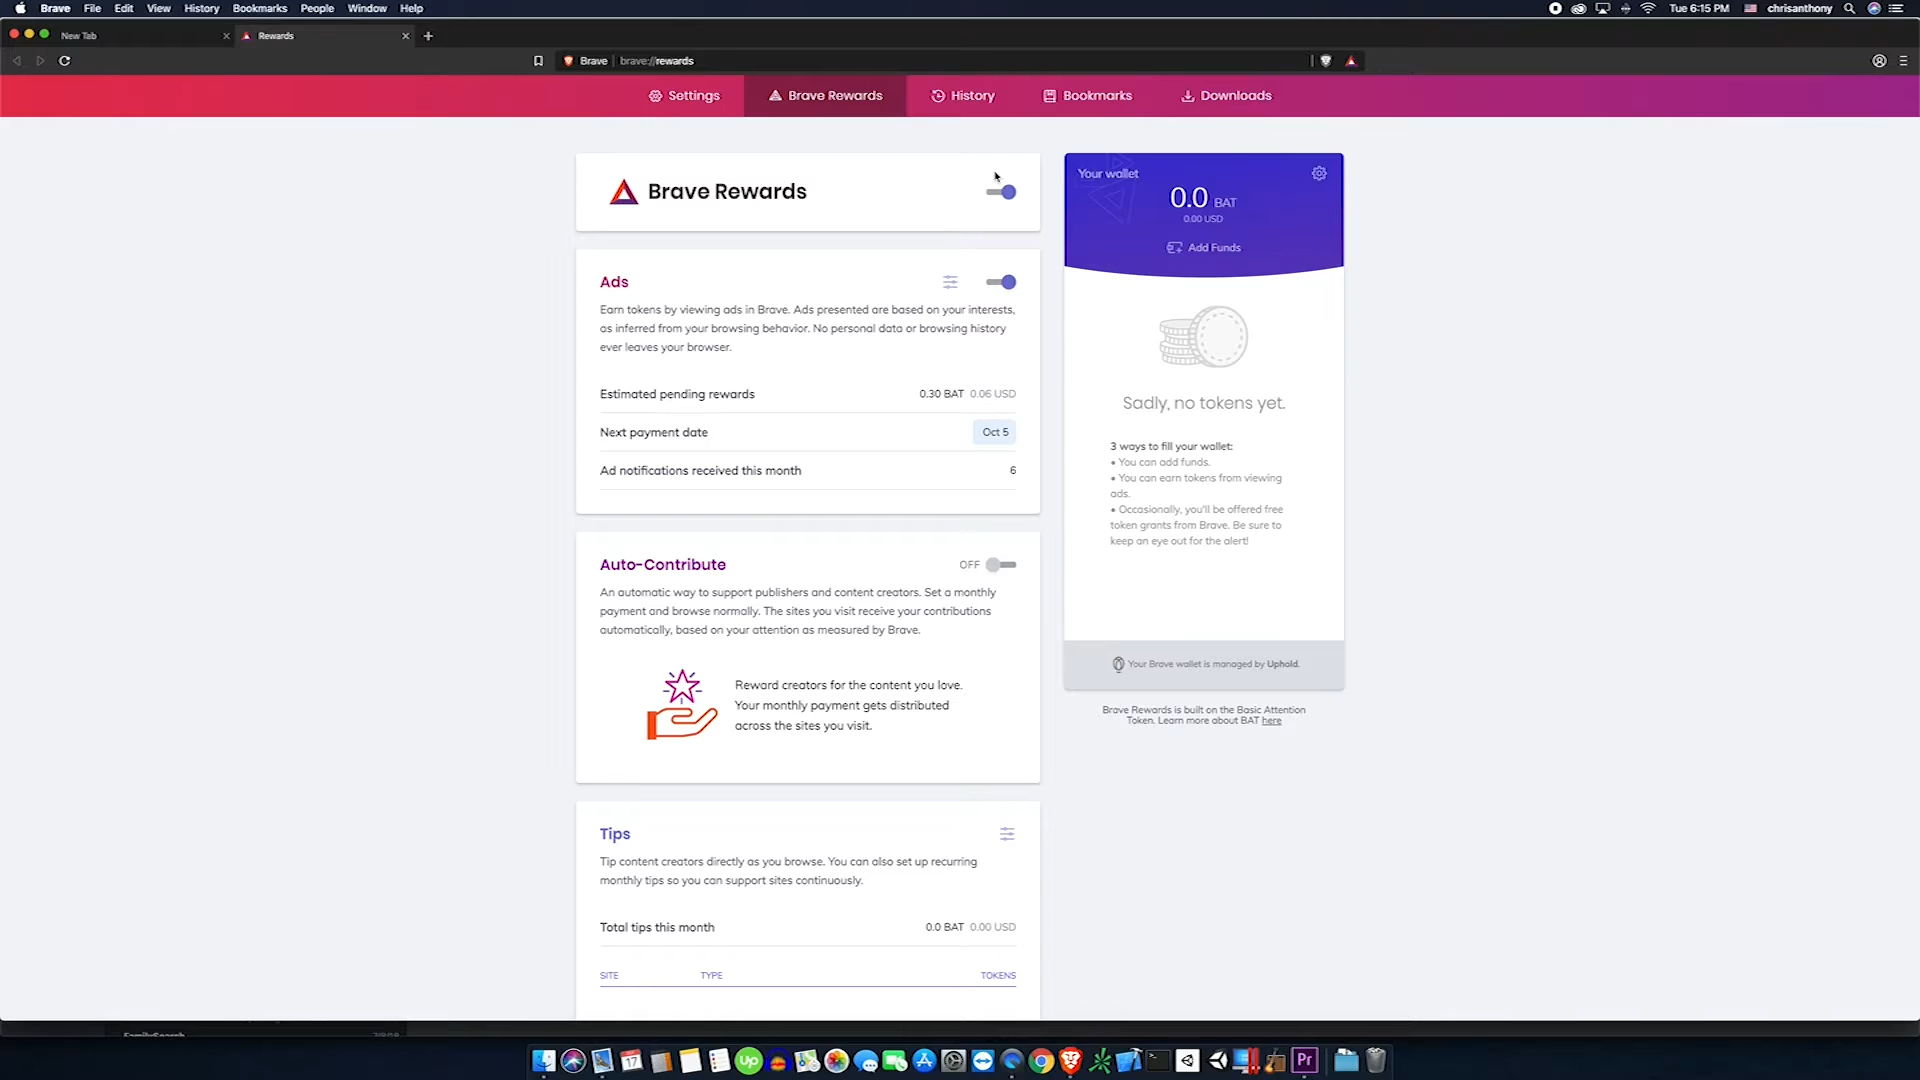 Brave File Edit View History Bookmarks People Window Help
Tue 6:15 PM chrisanthony
New Tab
Rewards
Brave brave://rewards
Settings
Brave Rewards
History
Bookmarks
Downloads
Brave Rewards
Ads
Earn tokens by viewing ads in Brave. Ads presented are based on your interests,
as inferred from your browsing behavior. No personal data or browsing history
ever leaves your browser.
Estimated pending rewards 0.30 BAT 0.06 USD
Next payment date Oct 5
Ad notifications received this month 6
Auto-Contribute OFF
An automatic way to support publishers and content creators. Set a monthly
payment and browse normally. The sites you visit receive your contributions
automatically, based on your attention as measured by Brave.
Reward creators for the content you love.
Your monthly payment gets distributed
across the sites you visit.
Tips
Tip content creators directly as you browse. You can also set up recurring
monthly tips so you can support sites continuously.
Total tips this month 0.0 BAT 0.00 USD
SITE TYPE TOKENS
Your wallet
0.0 BAT
0.00 USD
Add Funds
Sadly, no tokens yet.
3 ways to fill your wallet:
• You can add funds.
• You can earn tokens from viewing
ads.
• Occasionally, you'll be offered free
token grants from Brave. Be sure to
keep an eye out for the alert!
Your Brave wallet is managed by Uphold.
Brave Rewards is built on the Basic Attention
Token. Learn more about BAT here
17
Up
Pr